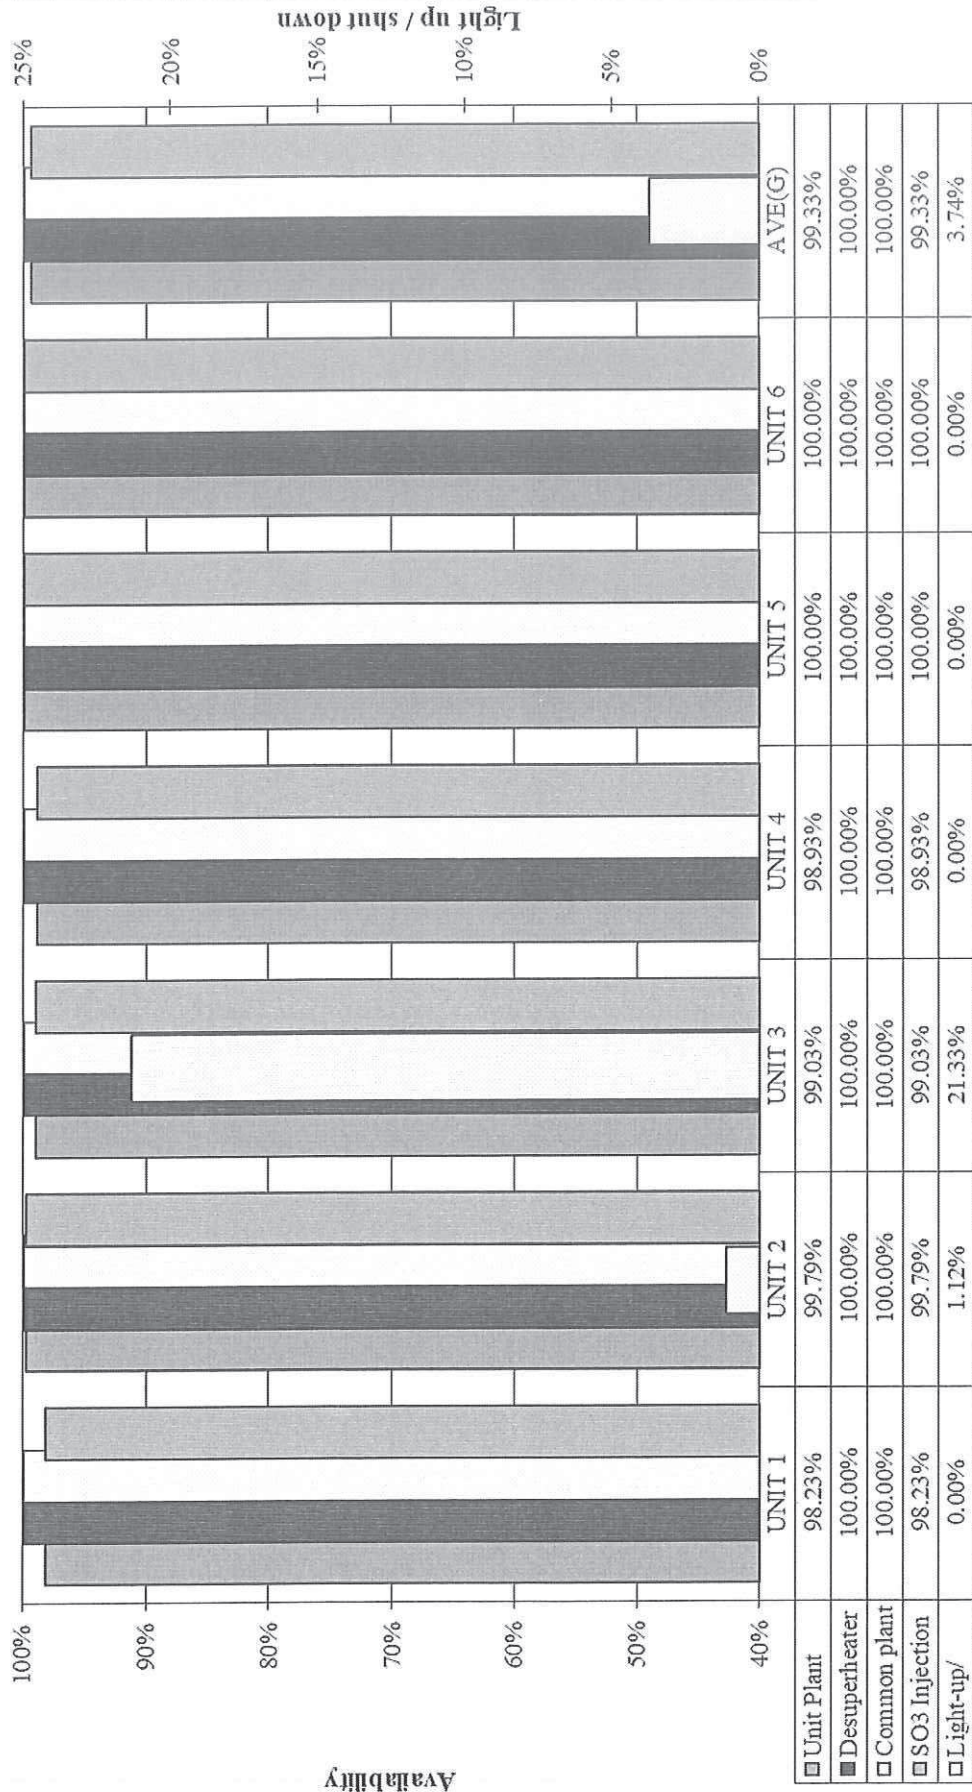 Availability
100%
90%
80%
70%
60%
50%
40%
Light up / shut down
25%
20%
15%
10%
5%
0%
UNIT 1 UNIT 2 UNIT 3 UNIT 4 UNIT 5 UNIT 6 AVE(G)
Unit Plant 98.23% 99.79% 99.03% 98.93% 100.00% 100.00% 99.33%
Desuperheater 100.00% 100.00% 100.00% 100.00% 100.00% 100.00% 100.00%
Common plant 100.00% 100.00% 100.00% 100.00% 100.00% 100.00% 100.00%
SO3 Injection 98.23% 99.79% 99.03% 98.93% 100.00% 100.00% 99.33%
Light-up/ 0.00% 1.12% 21.33% 0.00% 0.00% 0.00% 3.74%